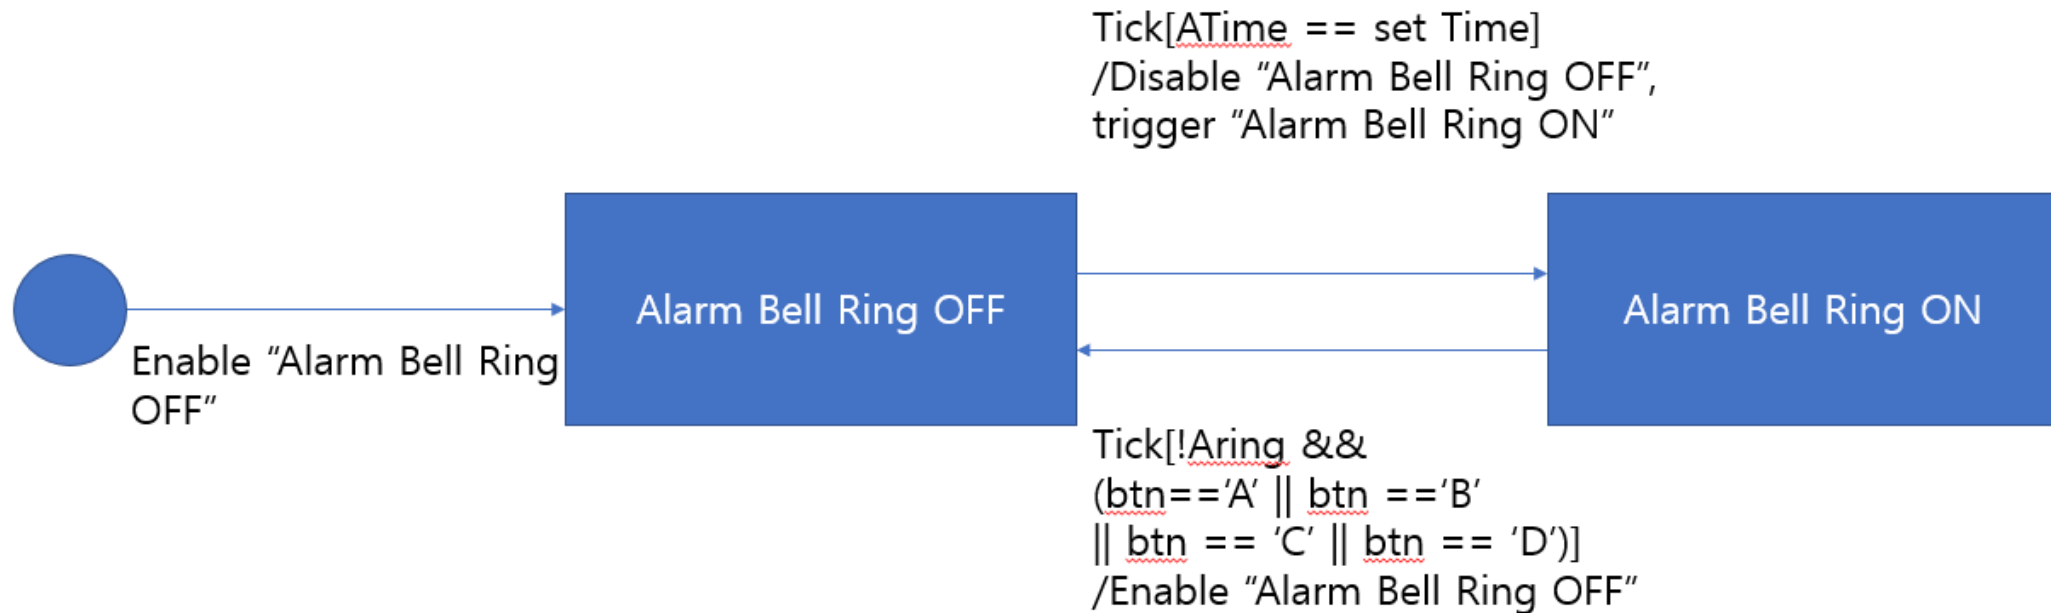 Tick[ATime == set Time]
/Disable “Alarm Bell Ring OFF”,
trigger “Alarm Bell Ring ON”
Alarm Bell Ring OFF
Alarm Bell Ring ON
Enable “Alarm Bell Ring
OFF”
Tick[!Aring &&
(btn==‘A’ || btn ==‘B’
|| btn == ‘C’ || btn == ‘D’)]
/Enable “Alarm Bell Ring OFF”